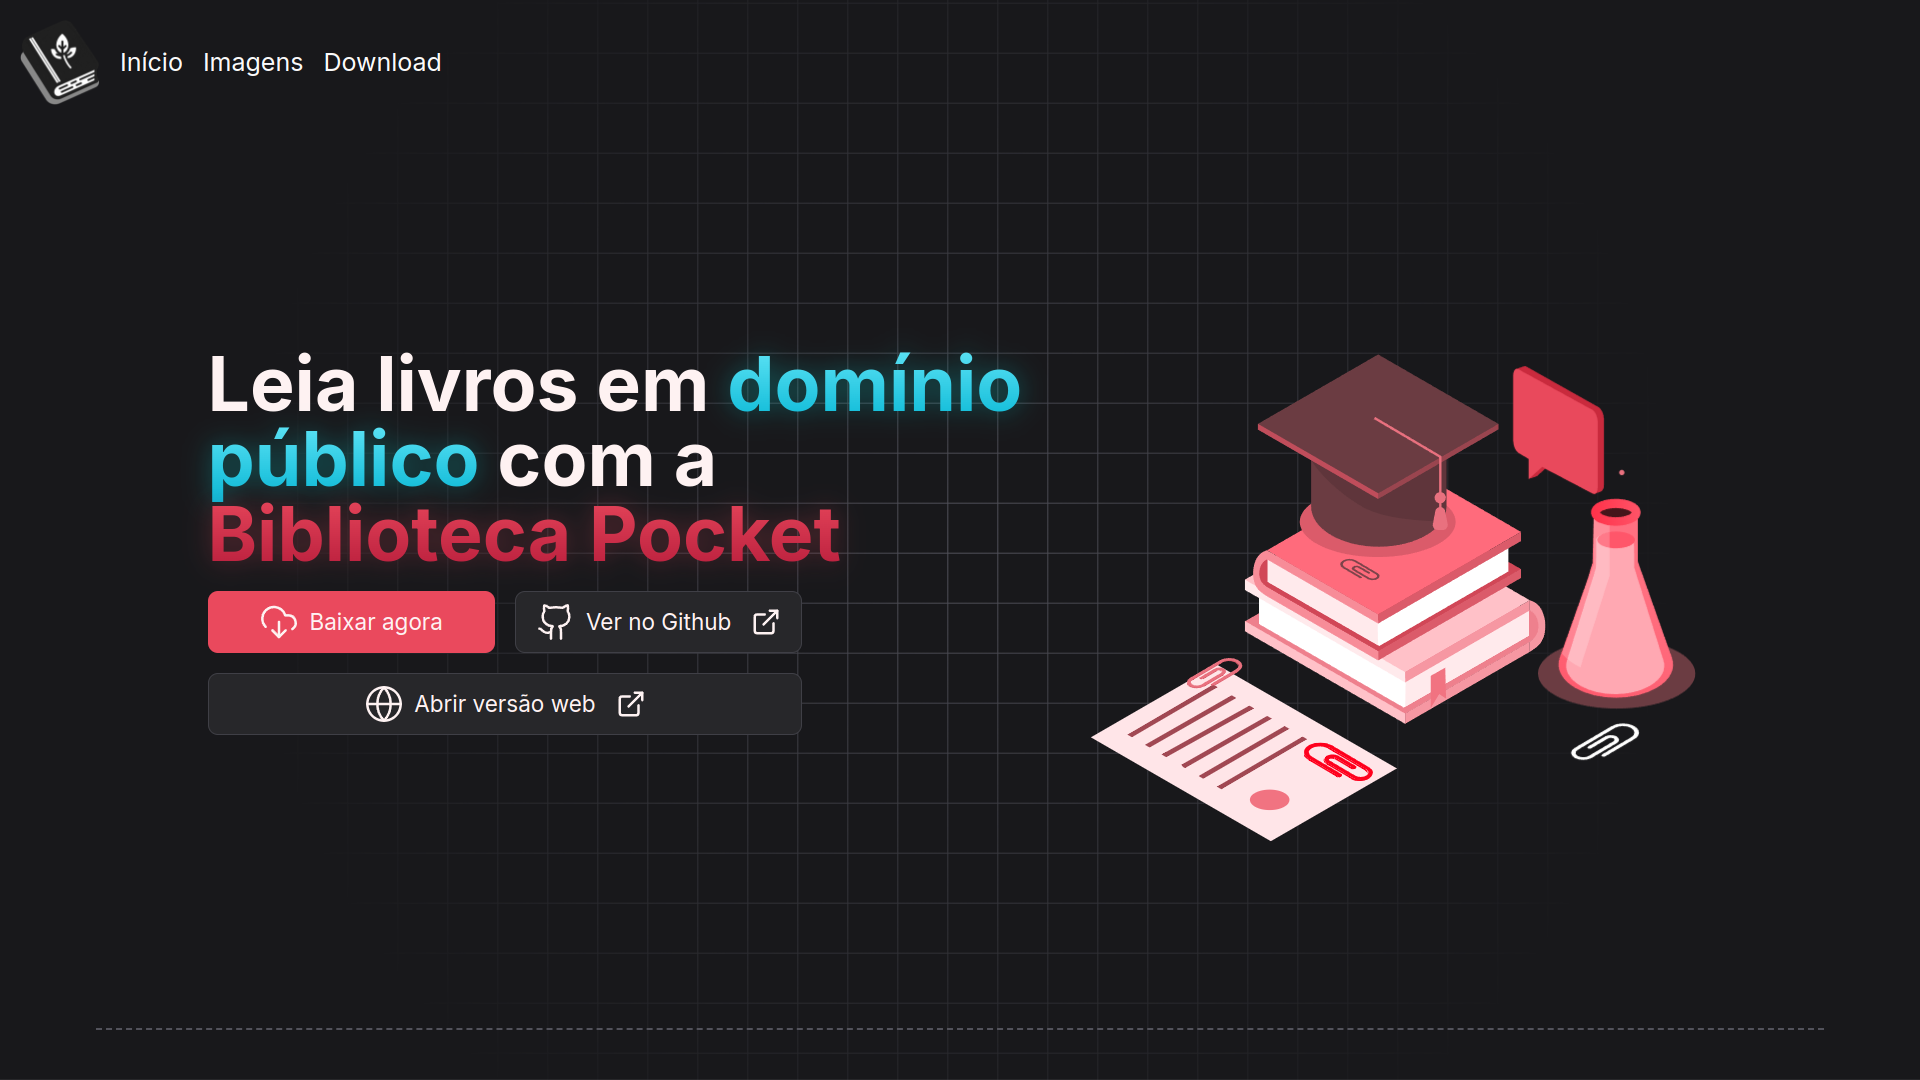 Início Imagens Download
Leia livros em domínio
público com a
Biblioteca Pocket
Baixar agora
Ver no Github
Abrir versão web